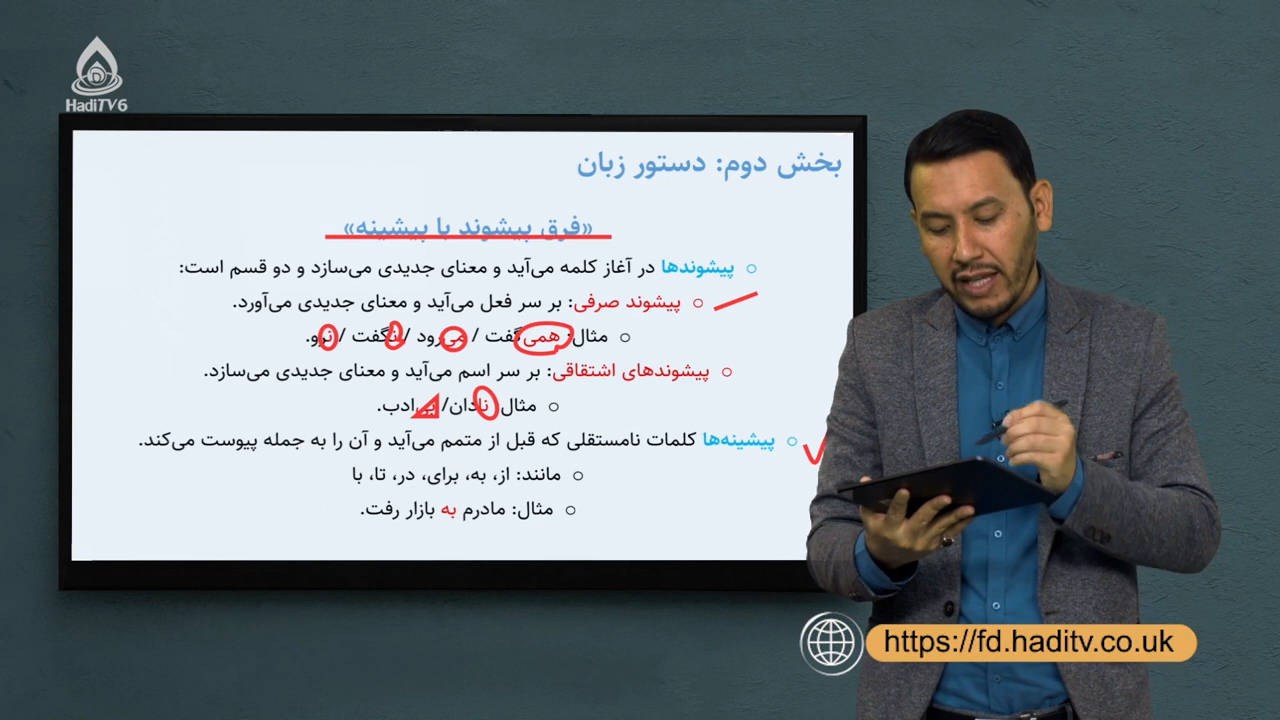 HadiTV6
بخش دوم: دستور زبان
«فرق پیشوند با پیشینه»
پیشوندها در آغاز کلمه می‌آید و معنای جدیدی می‌سازد و دو قسم است:
پیشوند صرفی: بر سر فعل می‌آید و معنای جدیدی می‌آورد.
مثال: همی‌گفت / می‌رود / نگفت / نرو.
پیشوندهای اشتقاقی: بر سر اسم می‌آید و معنای جدیدی می‌سازد.
مثال: نادان/ بی‌ادب.
پیشینه‌ها کلمات نامستقلی که قبل از متمم می‌آید و آن را به جمله پیوست می‌کند.
مانند: از، به، برای، در، تا، با
مثال: مادرم به بازار رفت.
https://fd.haditv.co.uk